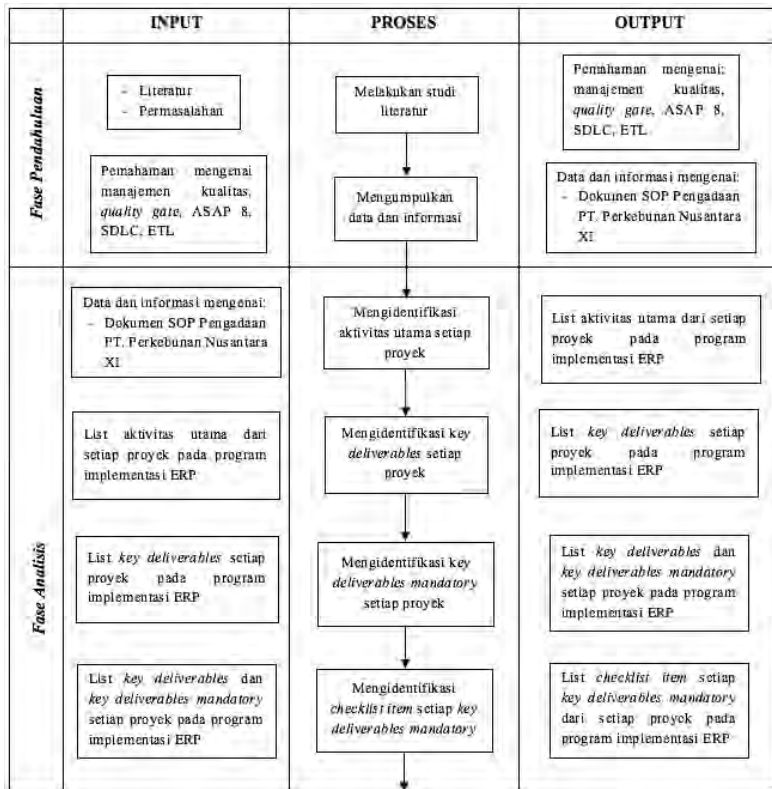 INPUT
PROSES
OUTPUT
Fase Pendahuluan
- Literatur
- Permasalahan
Melakukan studi
literatur
Pemahaman mengenai:
manajemen kualitas,
quality gate, ASAP 8,
SDLC, ETL
Pemahaman mengenai
manajemen kualitas,
quality gate, ASAP 8,
SDLC, ETL
Mengumpulkan
data dan informasi
Data dan informasi mengenai:
- Dokumen SOP Pengadaan
PT. Perkebunan Nusantara
XI
Fase Analisis
Data dan informasi mengenai:
- Dokumen SOP Pengadaan
PT. Perkebunan Nusantara
XI
Mengidentifikasi
aktivitas utama setiap
proyek
List aktivitas utama dari setiap
proyek pada program
implementasi ERP
List aktivitas utama dari
setiap proyek pada program
implementasi ERP
Mengidentifikasi key
deliverables setiap
proyek
List key deliverables setiap
proyek pada program
implementasi ERP
List key deliverables setiap
proyek pada program
implementasi ERP
Mengidentifikasi key
deliverables mandatory
setiap proyek
List key deliverables dan
key deliverables mandatory
setiap proyek pada program
implementasi ERP
List key deliverables dan
key deliverables mandatory
setiap proyek pada program
implementasi ERP
Mengidentifikasi
checklist item setiap key
deliverables mandatory
List checklist item setiap
key deliverables mandatory
dari setiap proyek pada
program implementasi ERP